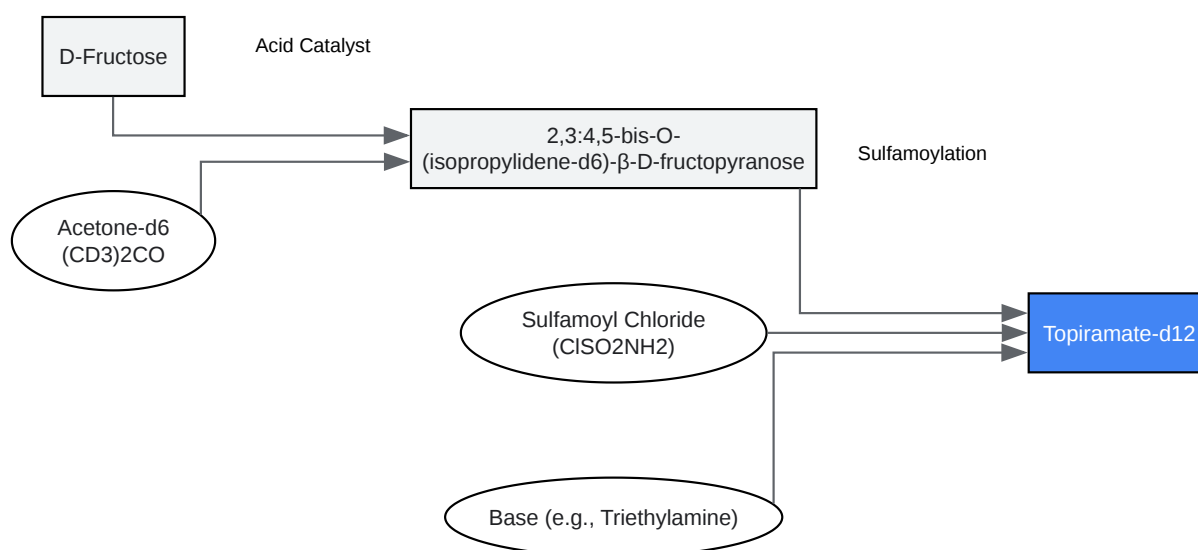 D-Fructose
Acid Catalyst
2,3:4,5-bis-O-
(isopropylidene-d6)-β-D-fructopyranose
Sulfamoylation
Acetone-d6
(CD3)2CO
Sulfamoyl Chloride
(ClSO2NH2)
Topiramate-d12
Base (e.g., Triethylamine)